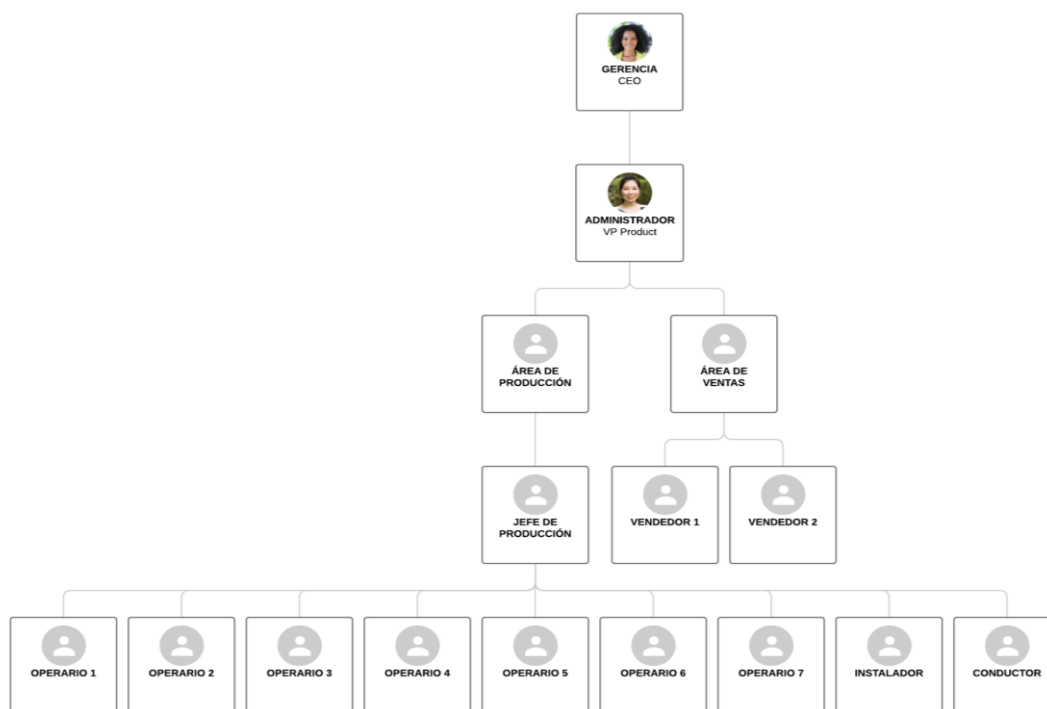 GERENCIA
CEO
ADMINISTRADOR
VP Product
ÁREA DE
PRODUCCIÓN
ÁREA DE
VENTAS
JEFE DE
PRODUCCIÓN
VENDEDOR 1
VENDEDOR 2
OPERARIO 1
OPERARIO 2
OPERARIO 3
OPERARIO 4
OPERARIO 5
OPERARIO 6
OPERARIO 7
INSTALADOR
CONDUCTOR